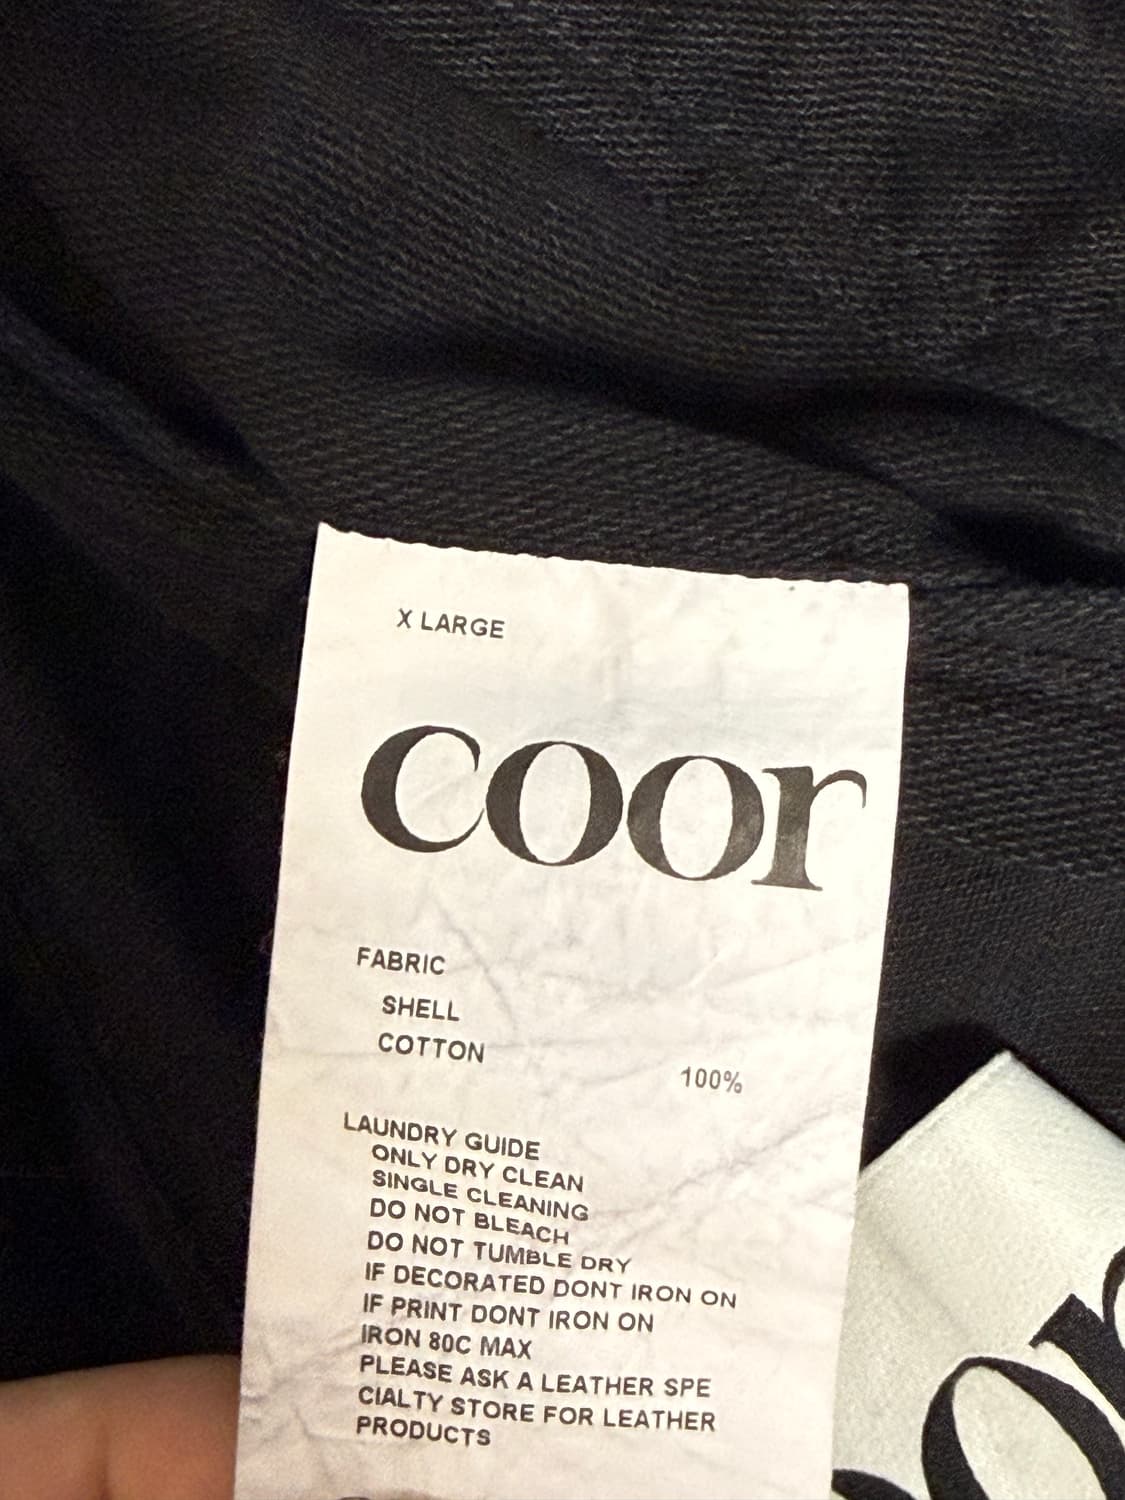 X LARGE
coor
FABRIC
SHELL
COTTON
100%
LAUNDRY GUIDE
ONLY DRY CLEAN
SINGLE CLEANING
DO NOT BLEACH
DO NOT TUMBLE DRY
IF DECORATED DONT IRON ON
IF PRINT DONT IRON ON
IRON 80C MAX
PLEASE ASK A LEATHER SPE
CIALTY STORE FOR LEATHER
PRODUCTS